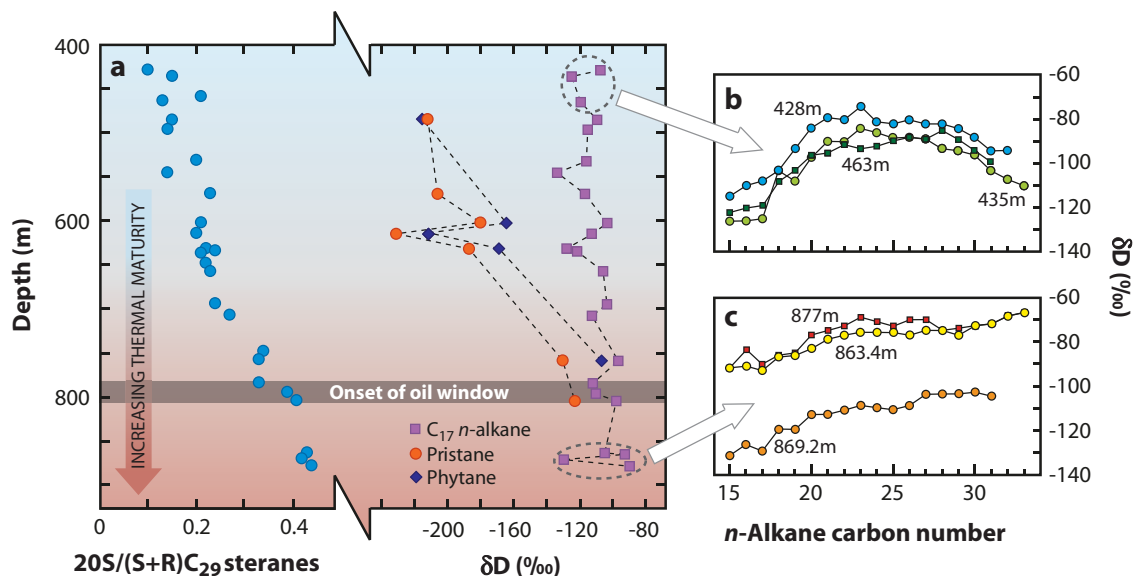 a
400
600
800
Depth (m)
INCREASING THERMAL MATURITY
Onset of oil window
C17 n-alkane
Pristane
Phytane
0 0.2 0.4
-200 -160 -120 -80
20S/(S+R)C29 steranes
δD (‰)
b
428m
463m
435m
-60
-80
-100
-120
-140
δD (‰)
c
877m
863.4m
869.2m
-60
-80
-100
-120
-140
15 20 25 30
n-Alkane carbon number